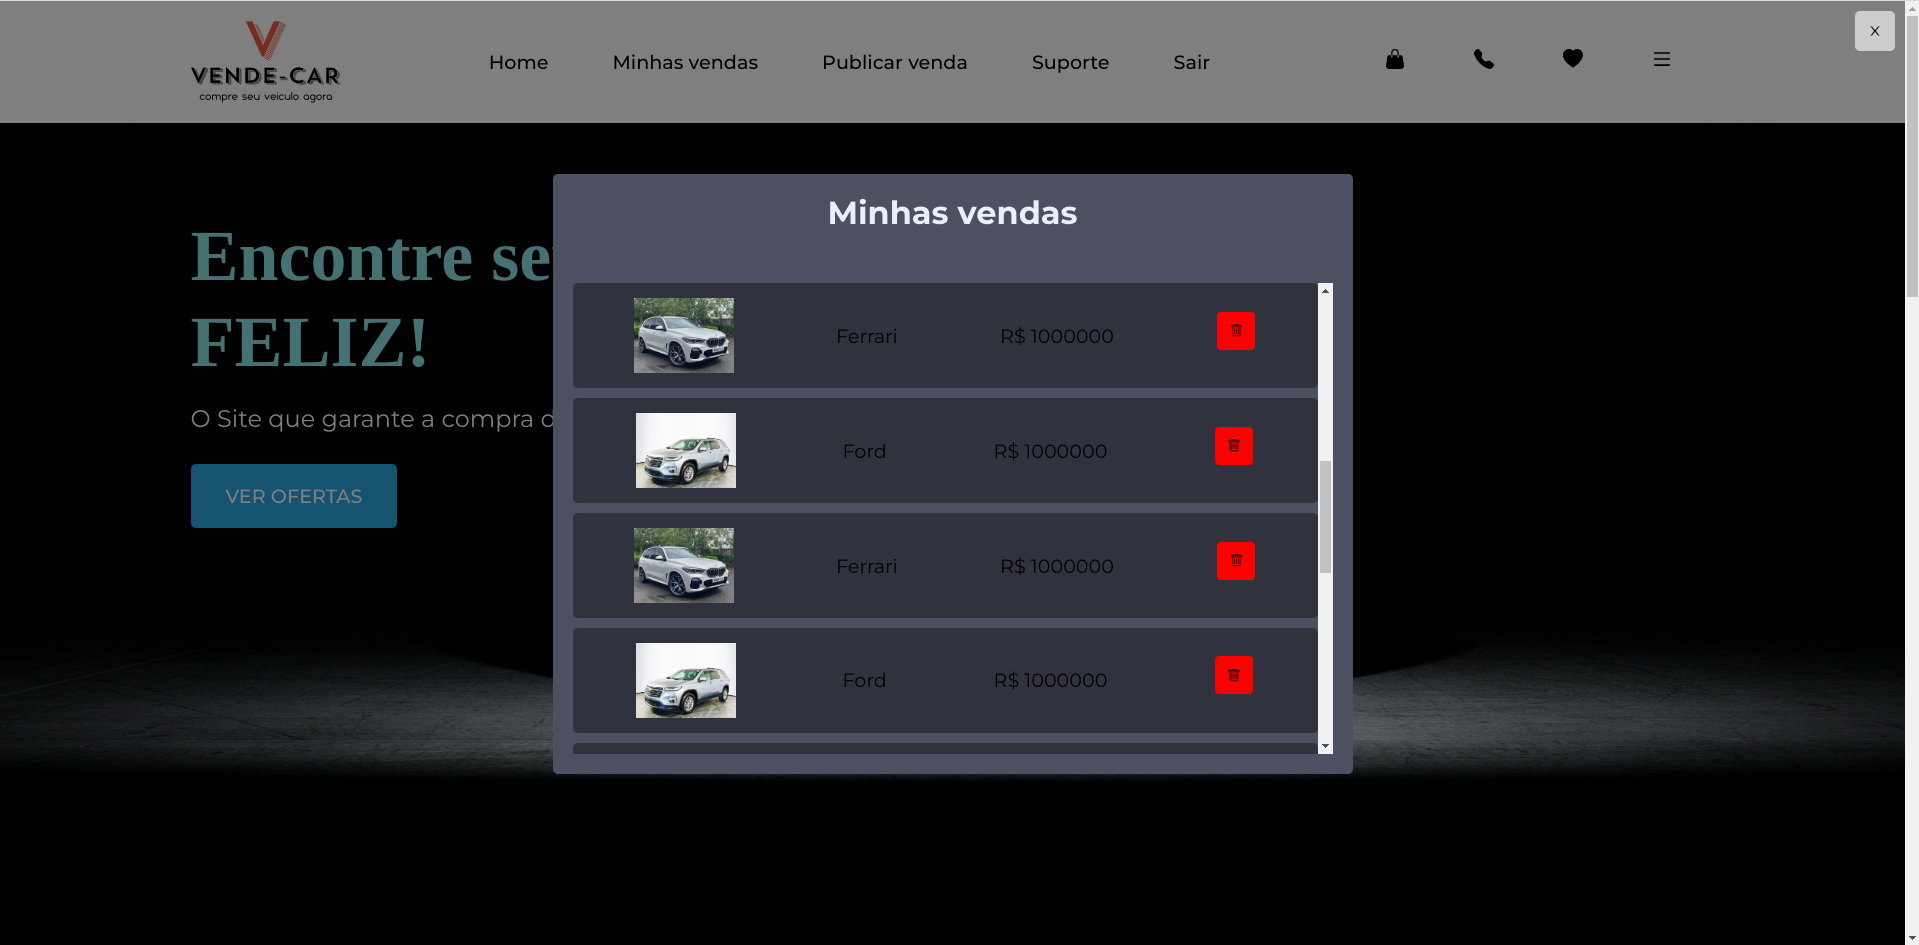 VENDE-CAR
compre seu veiculo agora
Home
Minhas vendas
Publicar venda
Suporte
Sair
X
Minhas vendas
Encontre se
FELIZ!
O Site que garante a compra d
VER OFERTAS
Ferrari
R$ 1000000
Ford
R$ 1000000
Ferrari
R$ 1000000
Ford
R$ 1000000